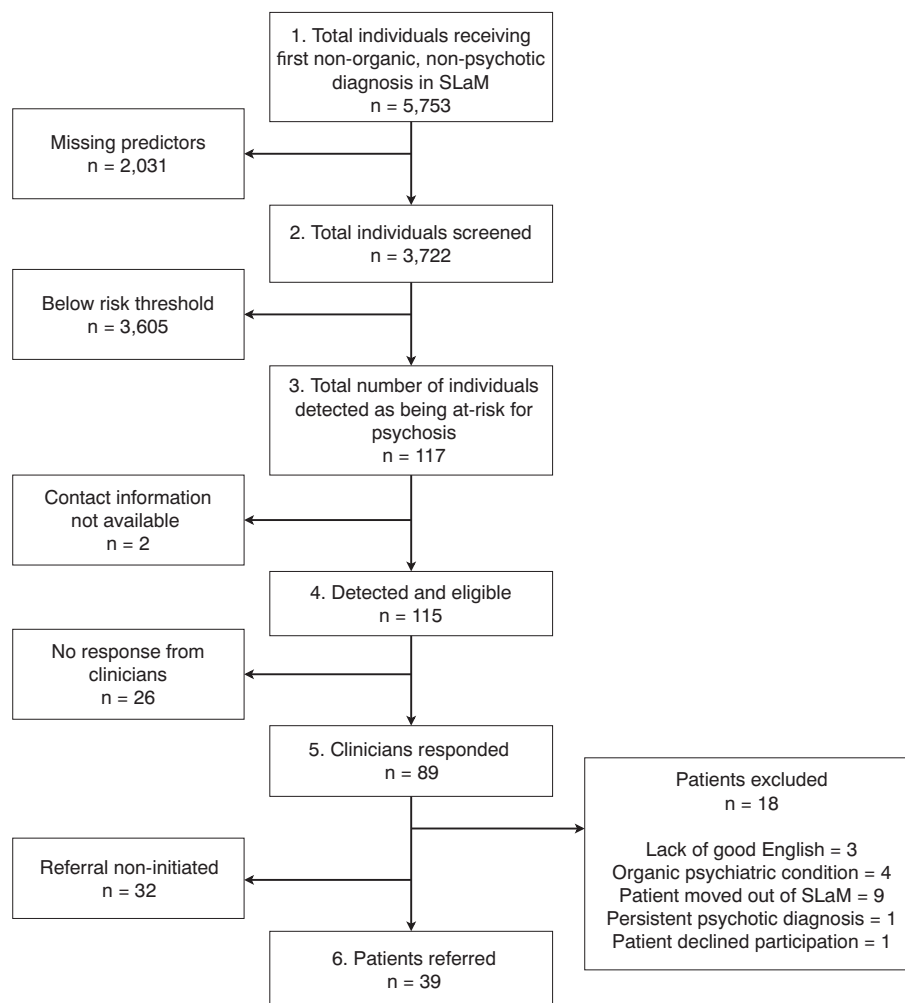 1. Total individuals receiving
first non-organic, non-psychotic
diagnosis in SLaM
n = 5,753
Missing predictors
n = 2,031
2. Total individuals screened
n = 3,722
Below risk threshold
n = 3,605
3. Total number of individuals
detected as being at-risk for
psychosis
n = 117
Contact information
not available
n = 2
4. Detected and eligible
n = 115
No response from
clinicians
n = 26
5. Clinicians responded
n = 89
Patients excluded
n = 18
Lack of good English = 3
Organic psychiatric condition = 4
Patient moved out of SLaM = 9
Persistent psychotic diagnosis = 1
Patient declined participation = 1
Referral non-initiated
n = 32
6. Patients referred
n = 39